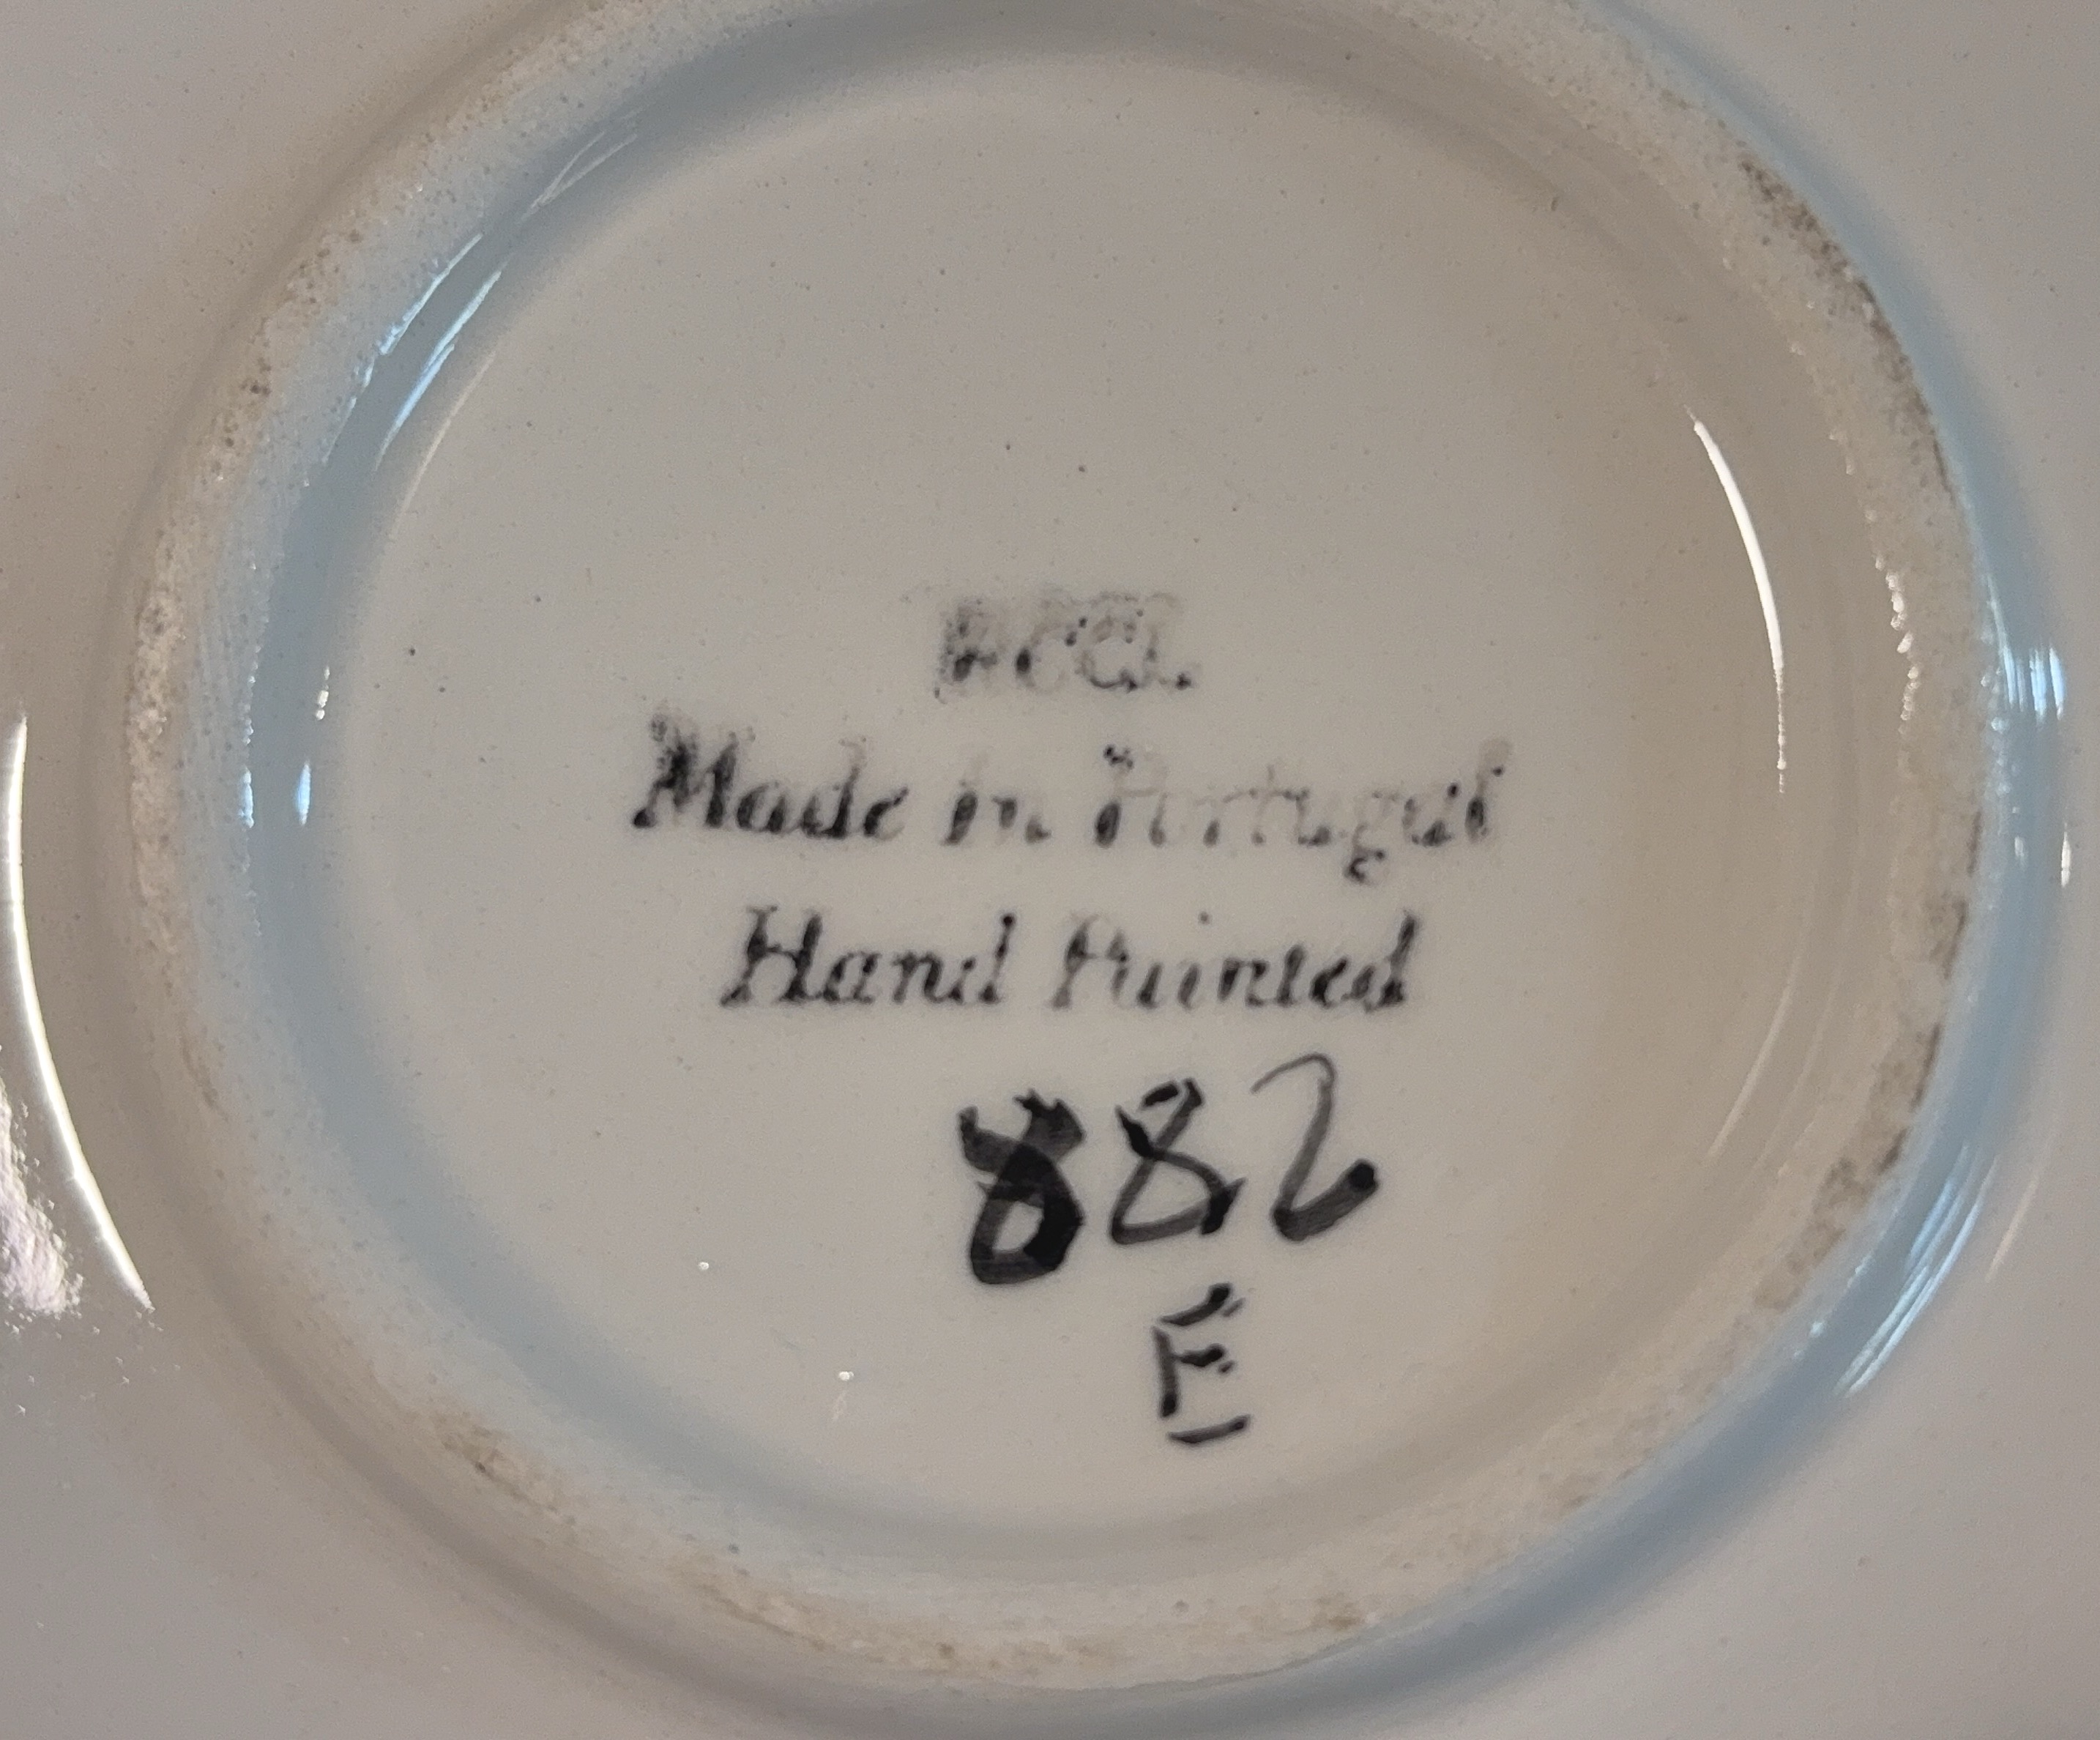 Made in Portugal
Hand Painted
882
E